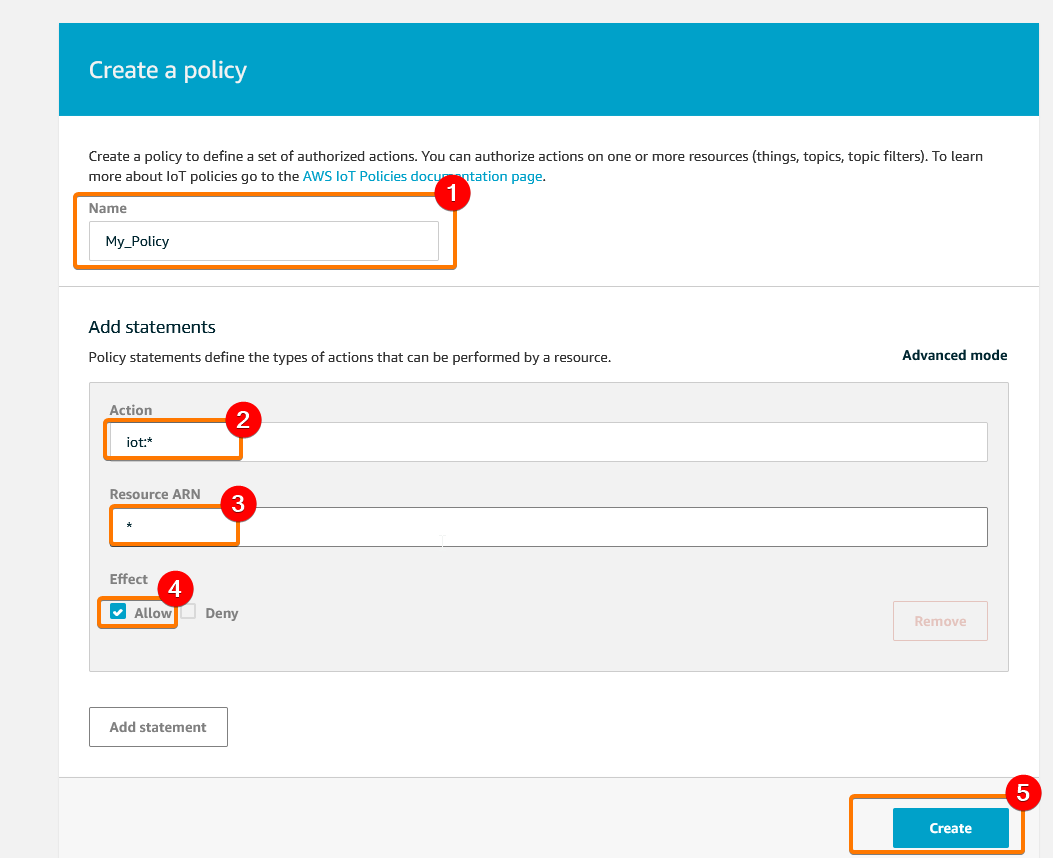 Create a policy
Create a policy to define a set of authorized actions. You can authorize actions on one or more resources (things, topics, topic filters). To learn
more about IoT policies go to the AWS IoT Policies documentation page.
1
Name
My_Policy
Add statements
Policy statements define the types of actions that can be performed by a resource.
Advanced mode
Action
2
iot:*
Resource ARN
3
*
Effect
4
Allow
Deny
Remove
Add statement
5
Create